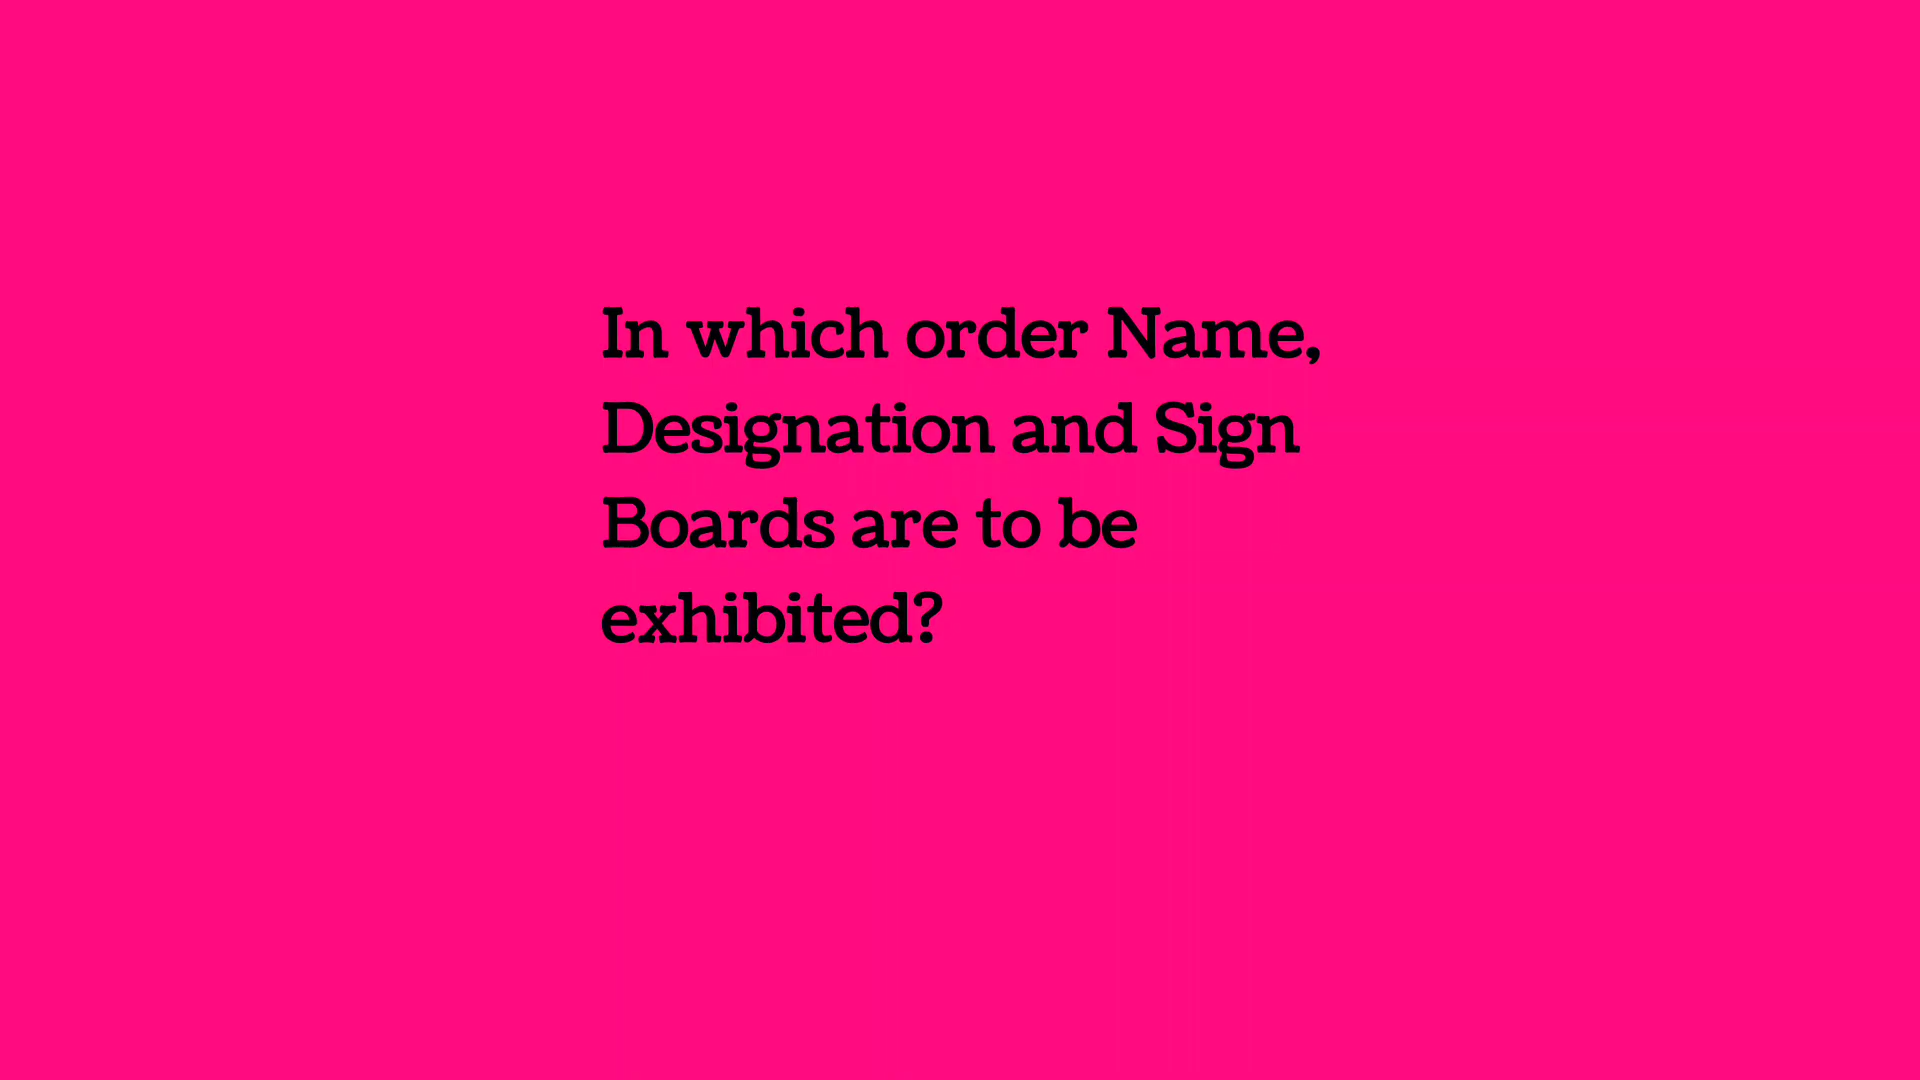 In which order Name,
Designation and Sign
Boards are to be
exhibited?